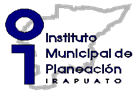 Instituto
Municipal de
Planeación
IRAPUATO